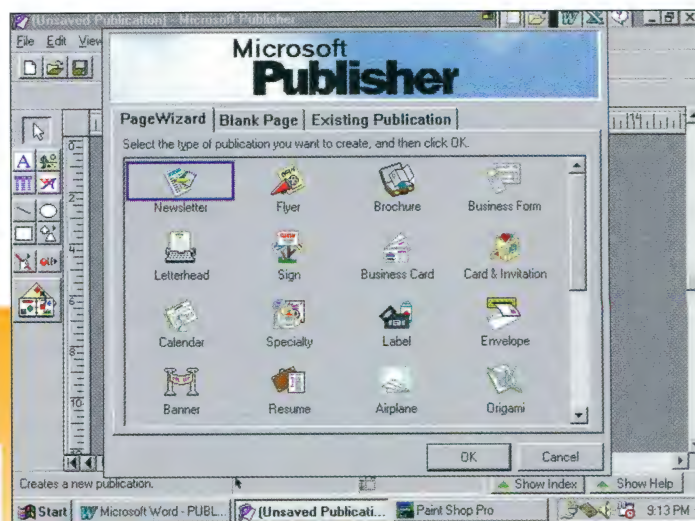 (Unsaved Publication) - Microsoft Publisher
File Edit View
Microsoft
Publisher
PageWizard Blank Page Existing Publication
Select the type of publication you want to create, and then click OK.
Newsletter Flyer Brochure Business Form
Letterhead Sign Business Card Card & Invitation
Calendar Specialty Label Envelope
Banner Resume Airplane Origami
OK Cancel
Creates a new publication. Show Index Show Help
Start Microsoft Word - PUBL... (Unsaved Publicati... Paint Shop Pro 9:13 PM